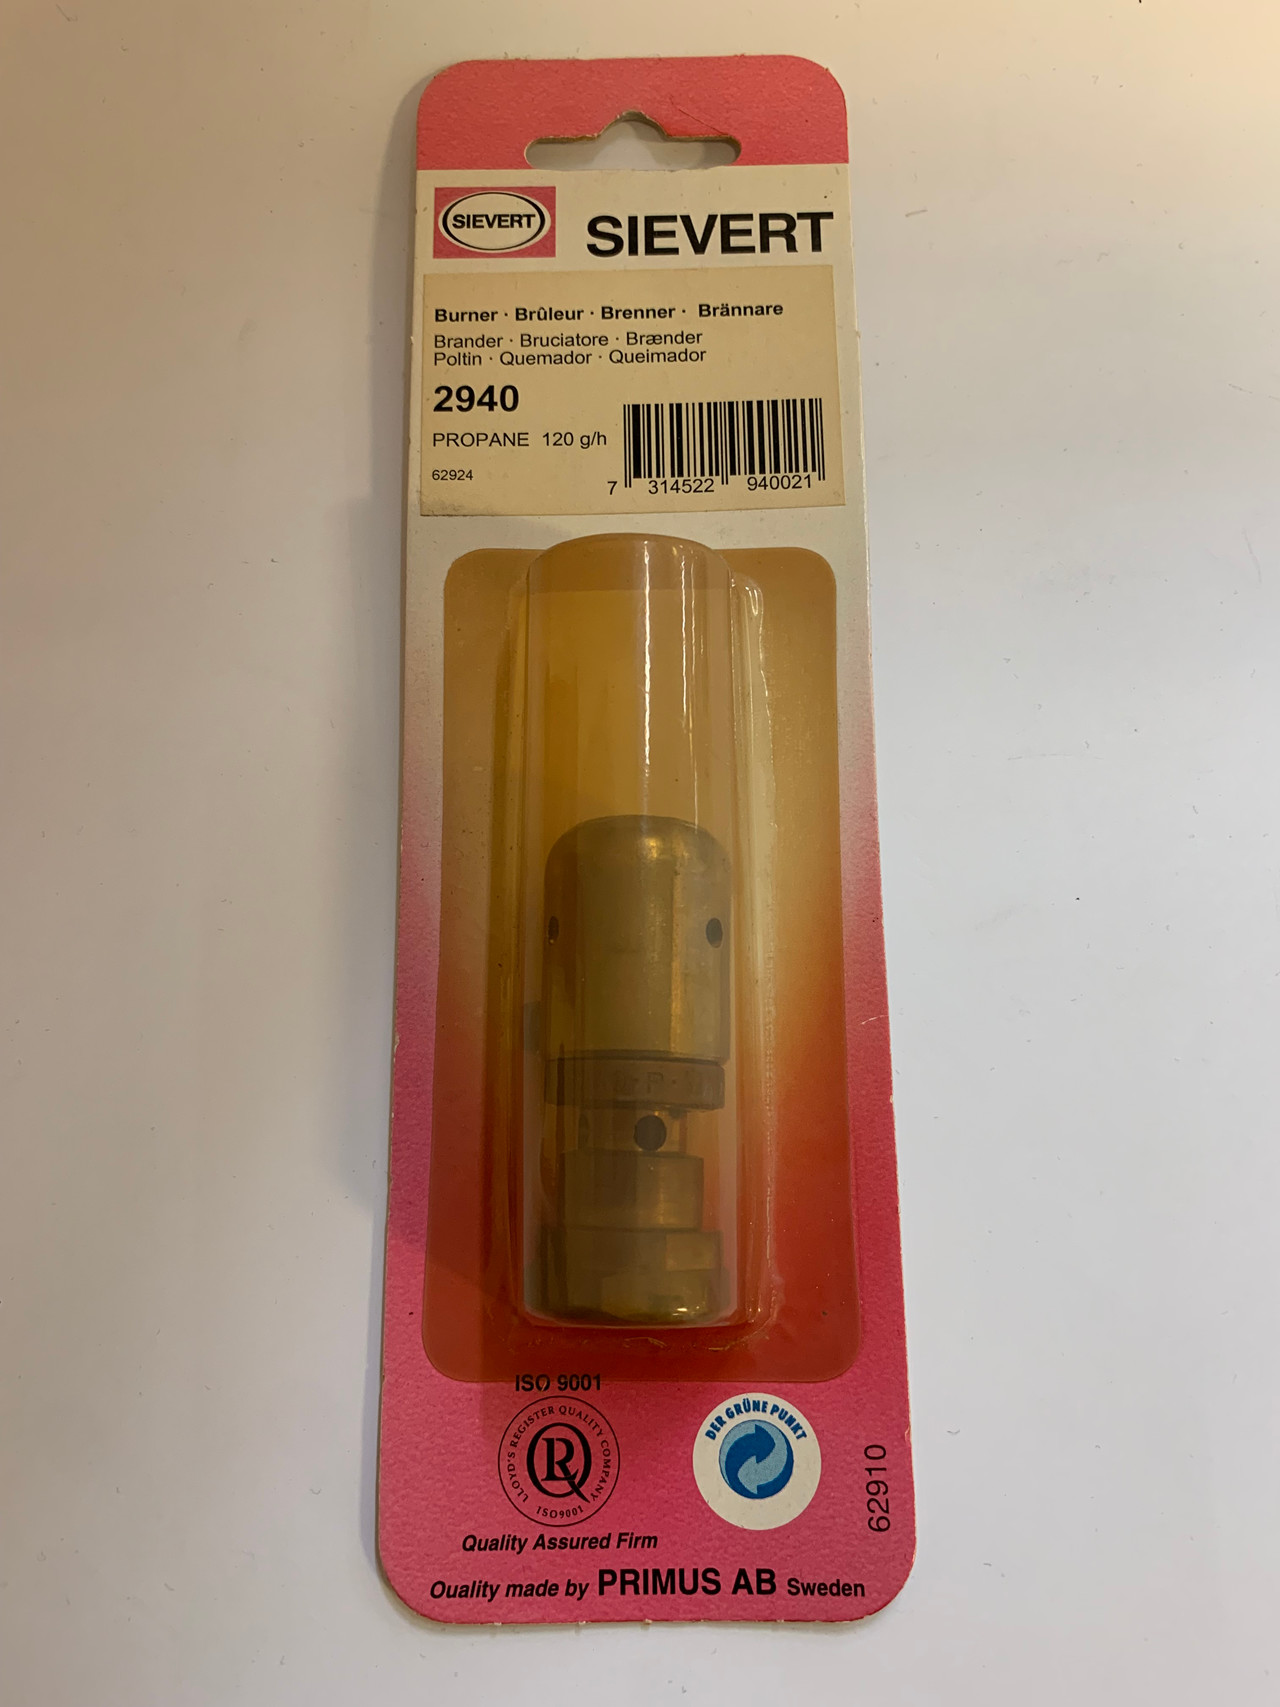 SIEVERT
SIEVERT
Burner · Brûleur · Brenner · Brännare
Brander · Bruciatore · Brænder
Poltin · Quemador · Queimador
2940
PROPANE 120 g/h
62924
7 314522 940021
ISO 9001
LLOYD'S REGISTER QUALITY COMPANY
LRQ
ISO9001
DER GRÜNE PUNKT
Quality Assured Firm
62910
Quality made by PRIMUS AB Sweden